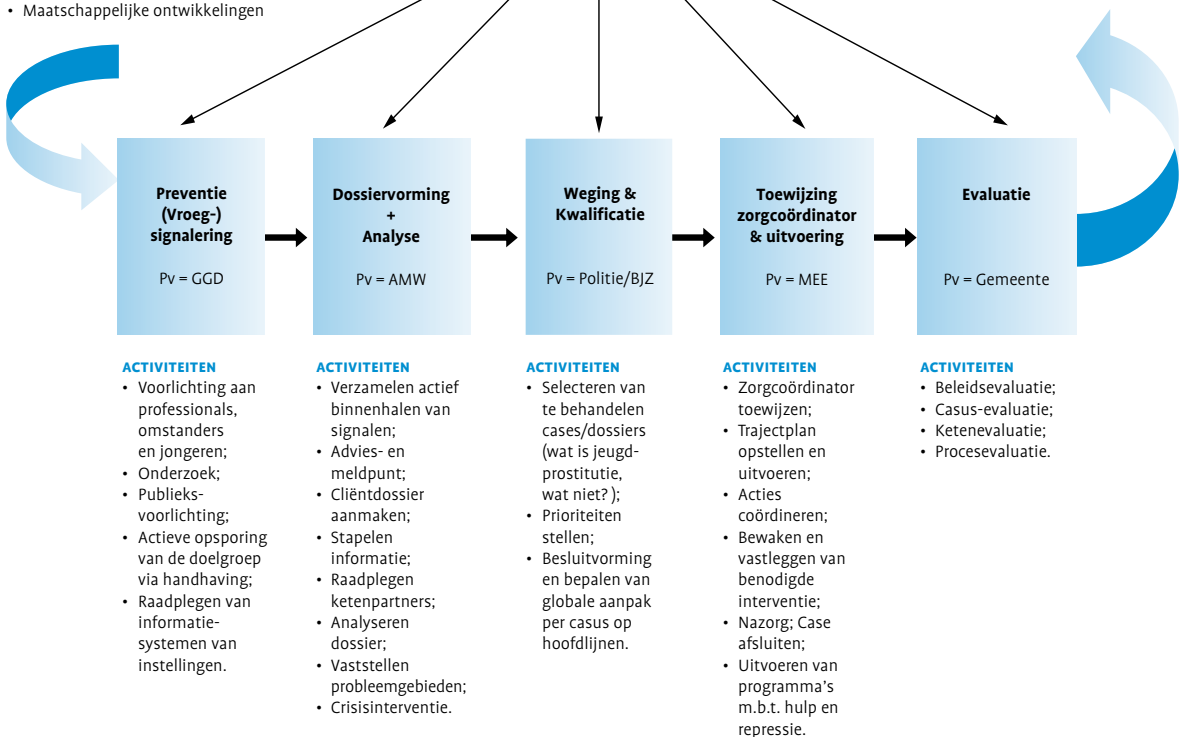 • Maatschappelijke ontwikkelingen
Preventie
(Vroeg-)
signalering
Pv = GGD
Dossiervorming
+
Analyse
Pv = AMW
Weging &
Kwalificatie
Pv = Politie/BJZ
Toewijzing
zorgcoördinator
& uitvoering
Pv = MEE
Evaluatie
Pv = Gemeente
ACTIVITEITEN
• Voorlichting aan
professionals,
omstanders
en jongeren;
• Onderzoek;
• Publieks-
voorlichting;
• Actieve opsporing
van de doelgroep
via handhaving;
• Raadplegen van
informatie-
systemen van
instellingen.
ACTIVITEITEN
• Verzamelen actief
binnenhalen van
signalen;
• Advies- en
meldpunt;
• Cliëntdossier
aanmaken;
• Stapelen
informatie;
• Raadplegen
ketenpartners;
• Analyseren
dossier;
• Vaststellen
probleemgebieden;
• Crisisinterventie.
ACTIVITEITEN
• Selecteren van
te behandelen
cases/dossiers
(wat is jeugd-
prostitutie,
wat niet? );
• Prioriteiten
stellen;
• Besluitvorming
en bepalen van
globale aanpak
per casus op
hoofdlijnen.
ACTIVITEITEN
• Zorgcoördinator
toewijzen;
• Trajectplan
opstellen en
uitvoeren;
• Acties
coördineren;
• Bewaken en
vastleggen van
benodigde
interventie;
• Nazorg; Case
afsluiten;
• Uitvoeren van
programma's
m.b.t. hulp en
repressie.
ACTIVITEITEN
• Beleidsevaluatie;
• Casus-evaluatie;
• Ketenevaluatie;
• Procesevaluatie.